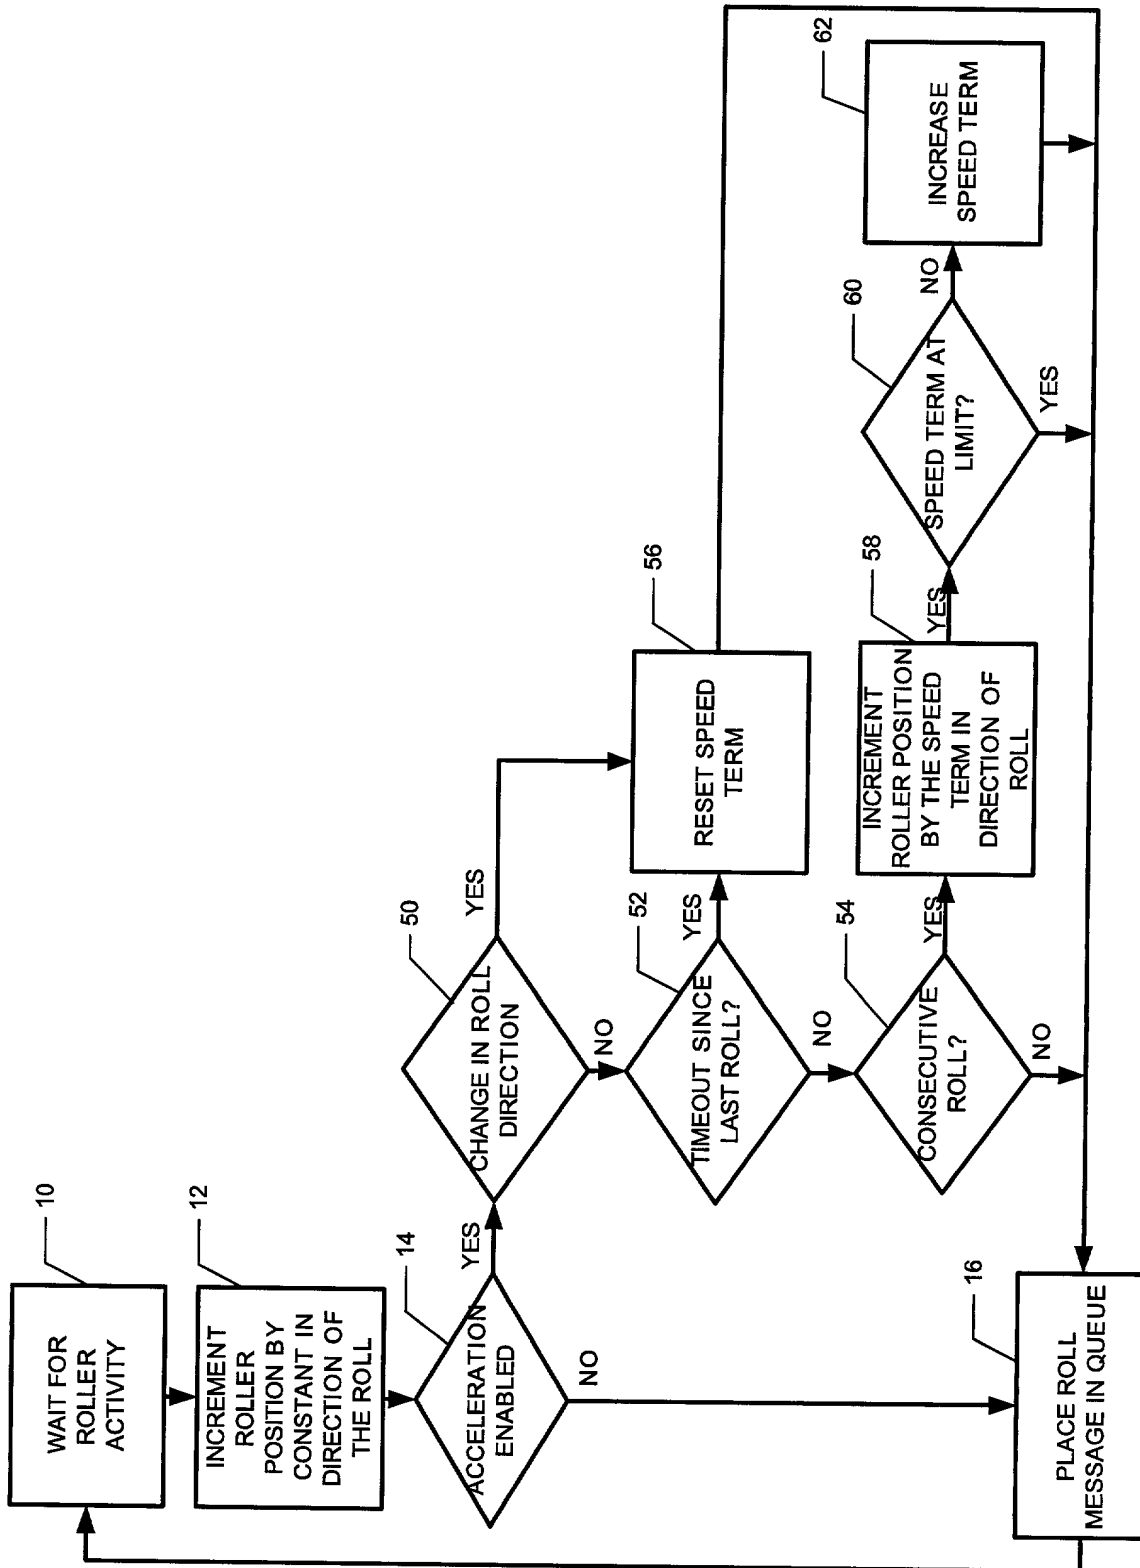 10
WAIT FOR
ROLLER
ACTIVITY
12
INCREMENT
ROLLER
POSITION BY
CONSTANT IN
DIRECTION OF
THE ROLL
14
ACCELERATION
ENABLED
YES
NO
50
CHANGE IN ROLL
DIRECTION
YES
NO
52
TIMEOUT SINCE
LAST ROLL?
YES
NO
56
RESET SPEED
TERM
54
CONSECUTIVE
ROLL?
YES
NO
58
INCREMENT
ROLLER POSITION
BY THE SPEED
TERM IN
DIRECTION OF
ROLL
YES
60
SPEED TERM AT
LIMIT?
NO
YES
62
INCREASE
SPEED TERM
16
PLACE ROLL
MESSAGE IN QUEUE